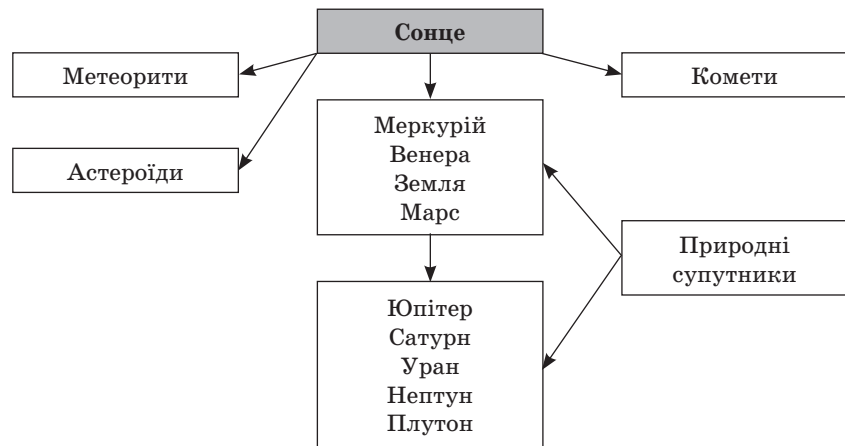 Сонце
Метеорити
Комети
Астероїди
Меркурій
Венера
Земля
Марс
Природні
супутники
Юпітер
Сатурн
Уран
Нептун
Плутон